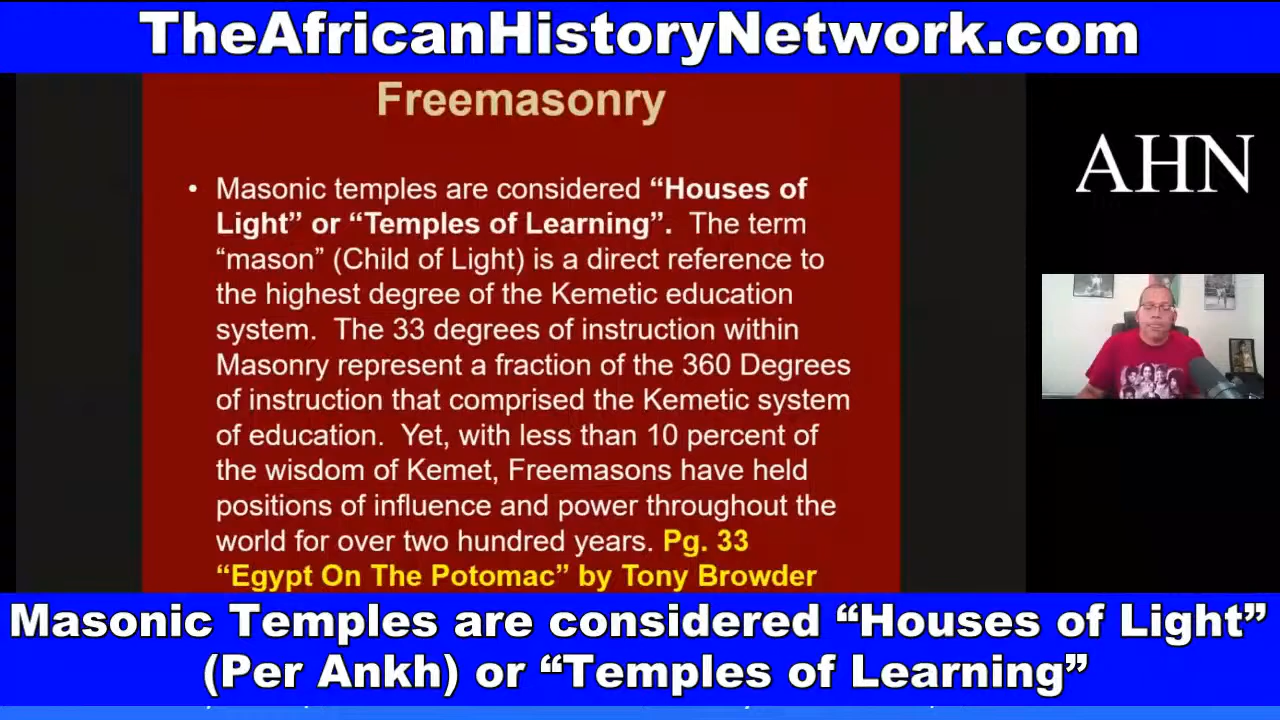 TheAfricanHistoryNetwork.com
Freemasonry
AHN
• Masonic temples are considered “Houses of
Light” or “Temples of Learning”. The term
“mason” (Child of Light) is a direct reference to
the highest degree of the Kemetic education
system. The 33 degrees of instruction within
Masonry represent a fraction of the 360 Degrees
of instruction that comprised the Kemetic system
of education. Yet, with less than 10 percent of
the wisdom of Kemet, Freemasons have held
positions of influence and power throughout the
world for over two hundred years. Pg. 33
“Egypt On The Potomac” by Tony Browder
Masonic Temples are considered “Houses of Light”
(Per Ankh) or “Temples of Learning”